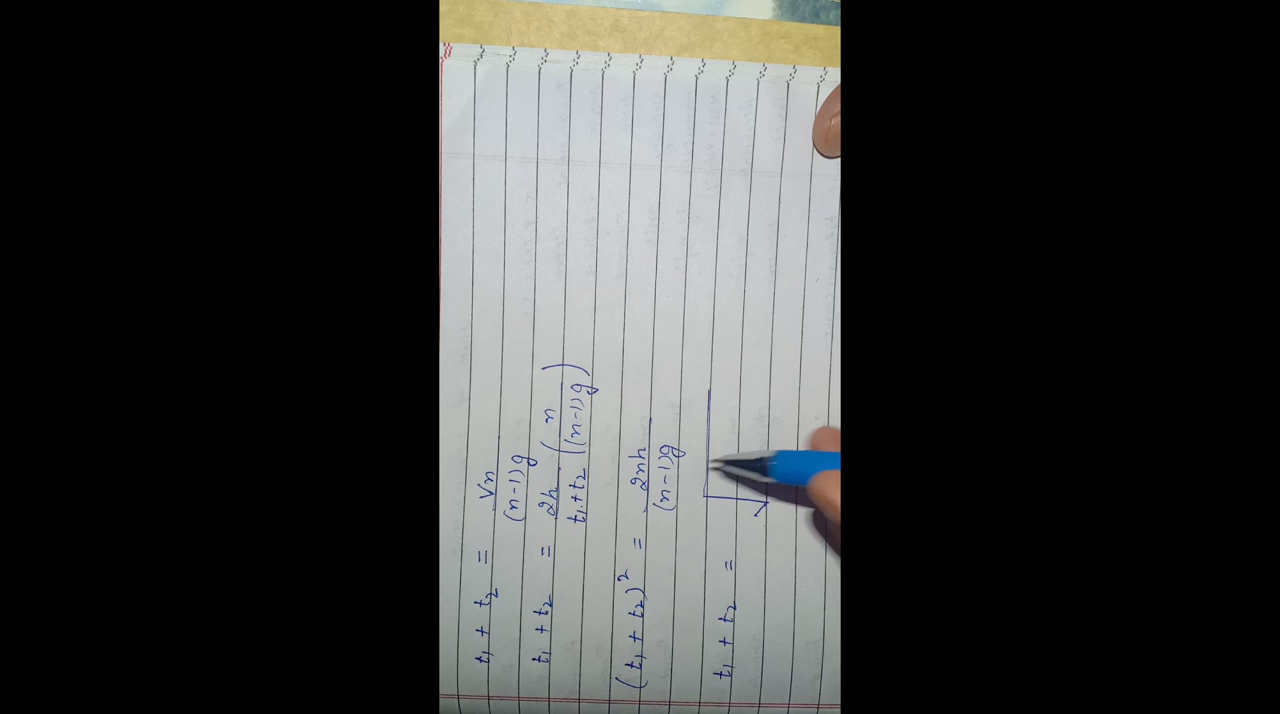 t₁ + t₂ = Vn / (n-1)g
t₁ + t₂ = 2h / t₁+t₂ (n / (n-1)g)
(t₁ + t₂)² = 2nh / (n-1)g
t₁ + t₂ = √